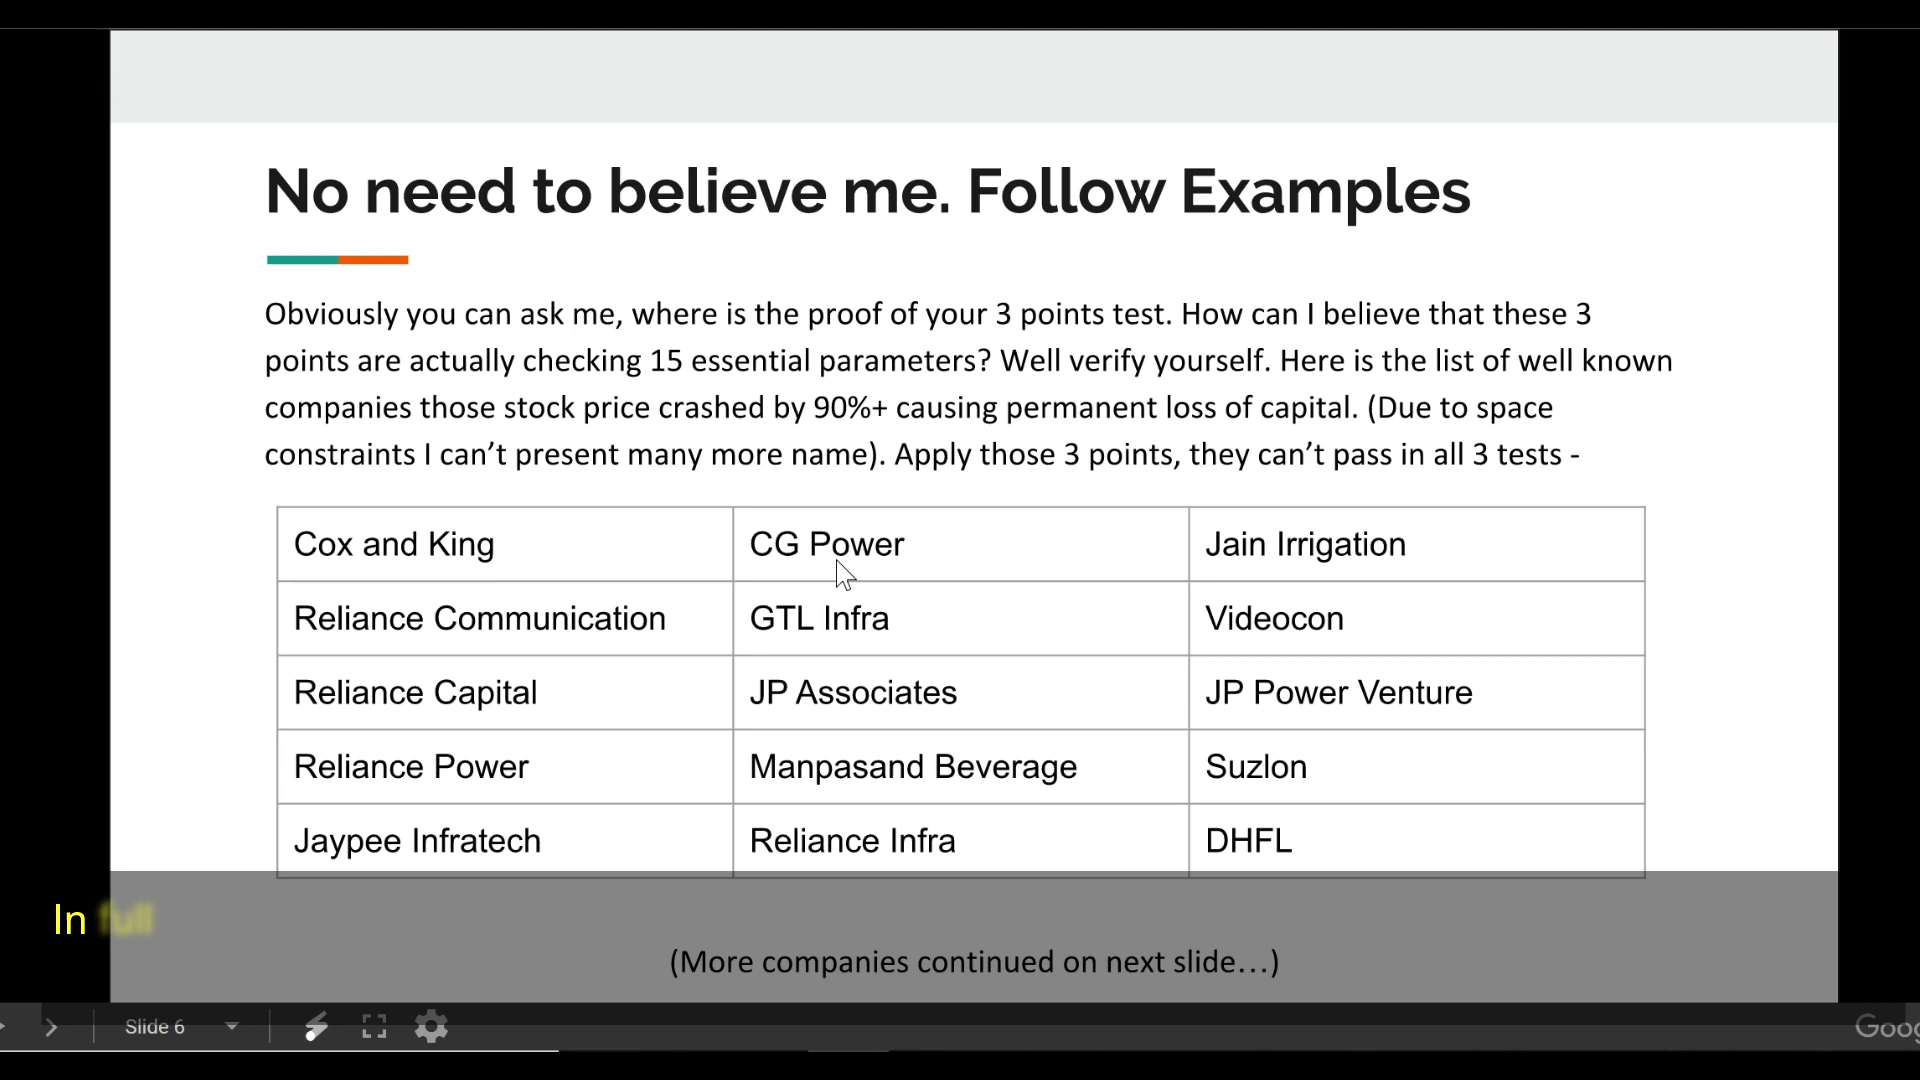 No need to believe me. Follow Examples
Obviously you can ask me, where is the proof of your 3 points test. How can I believe that these 3
points are actually checking 15 essential parameters? Well verify yourself. Here is the list of well known
companies those stock price crashed by 90%+ causing permanent loss of capital. (Due to space
constraints I can’t present many more name). Apply those 3 points, they can’t pass in all 3 tests -
Cox and King CG Power Jain Irrigation
Reliance Communication GTL Infra Videocon
Reliance Capital JP Associates JP Power Venture
Reliance Power Manpasand Beverage Suzlon
Jaypee Infratech Reliance Infra DHFL
In full
(More companies continued on next slide…)
Slide 6
Goog